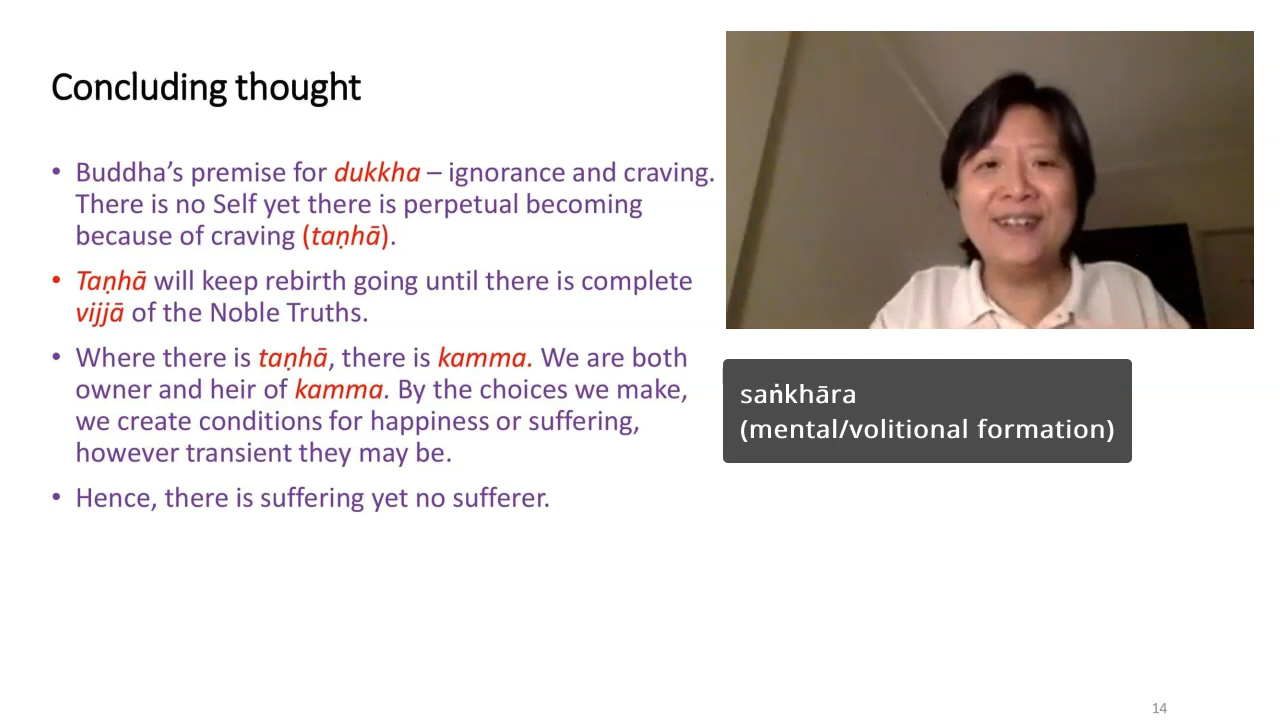 Concluding thought
• Buddha’s premise for dukkha – ignorance and craving.
There is no Self yet there is perpetual becoming
because of craving (taṇhā).
• Taṇhā will keep rebirth going until there is complete
vijjā of the Noble Truths.
• Where there is taṇhā, there is kamma. We are both
owner and heir of kamma. By the choices we make,
we create conditions for happiness or suffering,
however transient they may be.
• Hence, there is suffering yet no sufferer.
saṅkhāra
(mental/volitional formation)
14